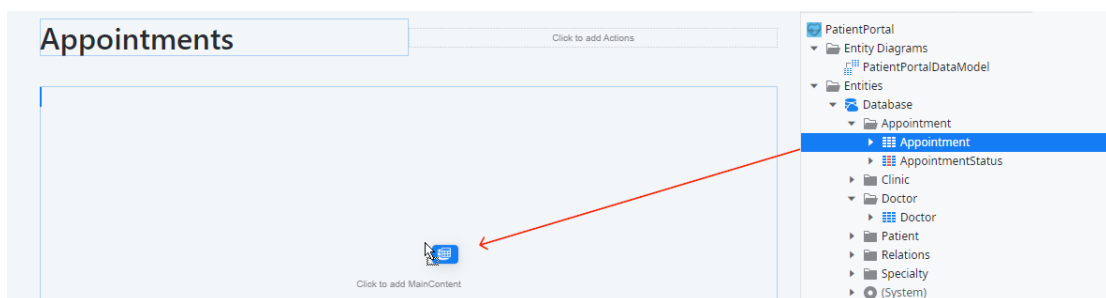 Appointments
Click to add Actions
Click to add MainContent
PatientPortal
Entity Diagrams
PatientPortalDataModel
Entities
Database
Appointment
Appointment
AppointmentStatus
Clinic
Doctor
Doctor
Patient
Relations
Specialty
(System)